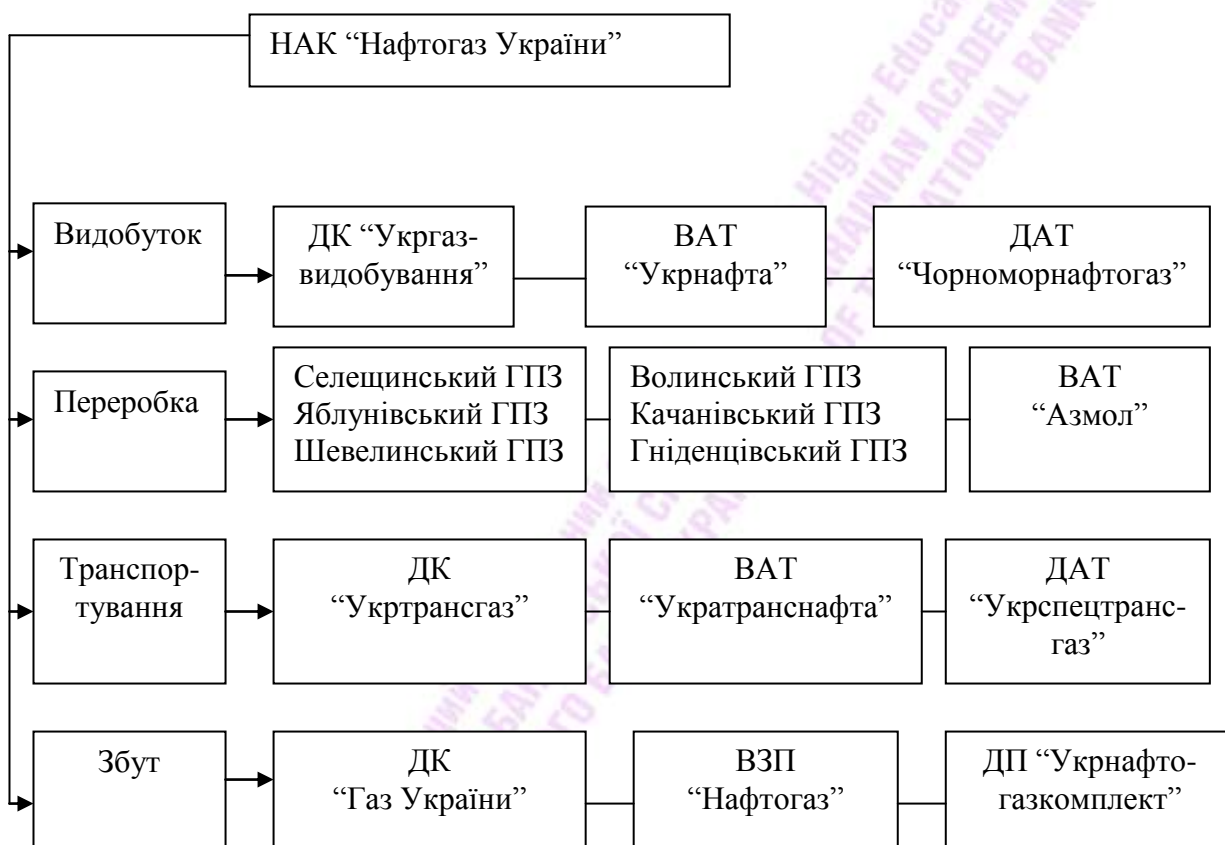 НАК “Нафтогаз України”
Видобуток
ДК “Укргаз-
видобування”
ВАТ
“Укрнафта”
ДАТ
“Чорноморнафтогаз”
Переробка
Селещинський ГПЗ
Яблунівський ГПЗ
Шевелинський ГПЗ
Волинський ГПЗ
Качанівський ГПЗ
Гніденцівський ГПЗ
ВАТ
“Азмол”
Транспор-
тування
ДК
“Укртрансгаз”
ВАТ
“Укратранснафта”
ДАТ
“Укрспецтранс-
газ”
Збут
ДК
“Газ України”
ВЗП
“Нафтогаз”
ДП “Укрнафто-
газкомплект”
Higher Educa